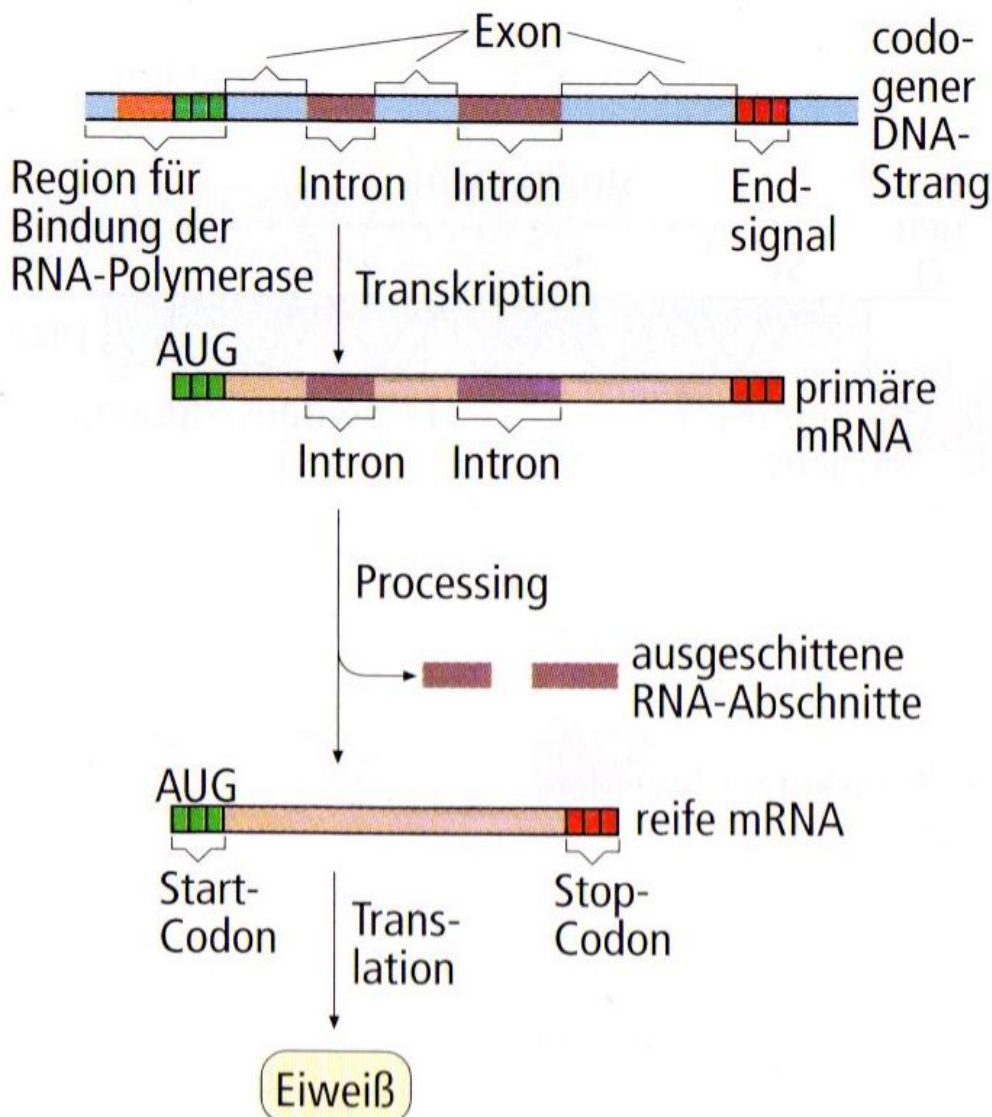 Exon
codo-
gener
DNA-
Strang
Region für
Bindung der
RNA-Polymerase
Intron
Intron
End-
signal
Transkription
AUG
primäre
mRNA
Intron
Intron
Processing
ausgeschittene
RNA-Abschnitte
AUG
reife mRNA
Start-
Codon
Stop-
Codon
Trans-
lation
Eiweiß